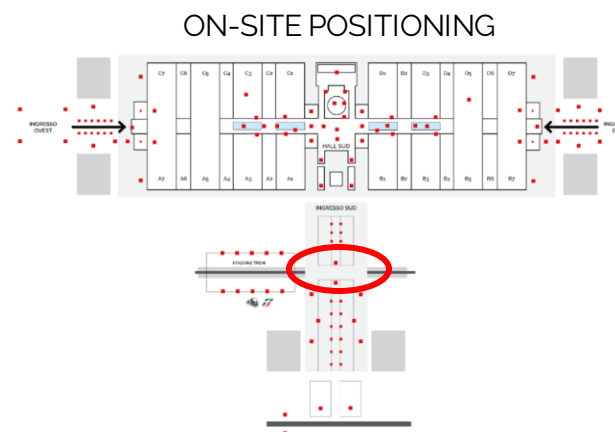 ON-SITE POSITIONING
C7 C6 C5 C4 C3 C2 C1 D1 D2 D3 D4 D5 D6 D7
INGRESSO
OVEST
HALL SUD
A7 A6 A5 A4 A3 A2 A1 B1 B2 B3 B4 B5 B6 B7
INGRESSO SUD
STAZIONE TRENI